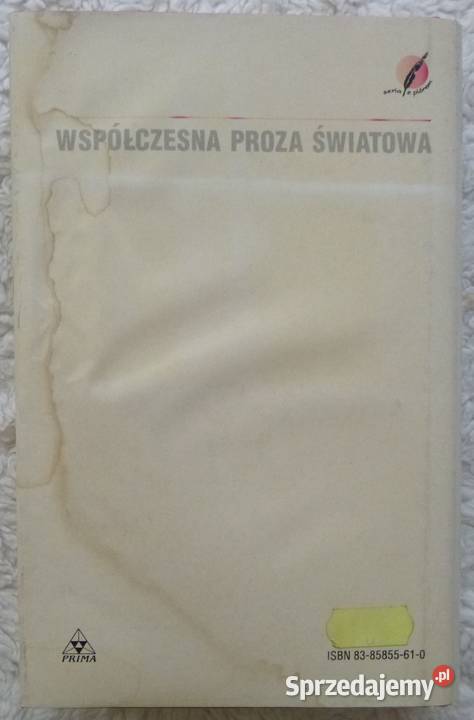 seria z piórem
WSPÓŁCZESNA PROZA ŚWIATOWA
PRIMA
ISBN 83-85855-61-0
Sprzedajemy.pl